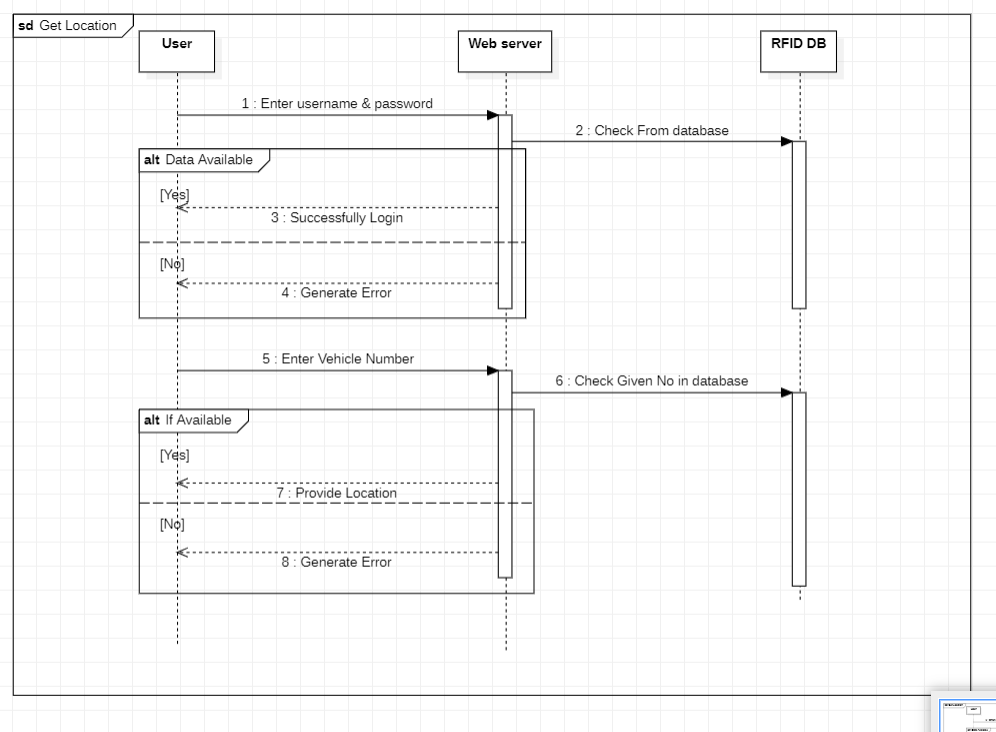 sd Get Location
User
Web server
RFID DB
1 : Enter username & password
2 : Check From database
alt Data Available
[Yes]
3 : Successfully Login
[No]
4 : Generate Error
5 : Enter Vehicle Number
6 : Check Given No in database
alt If Available
[Yes]
7 : Provide Location
[No]
8 : Generate Error